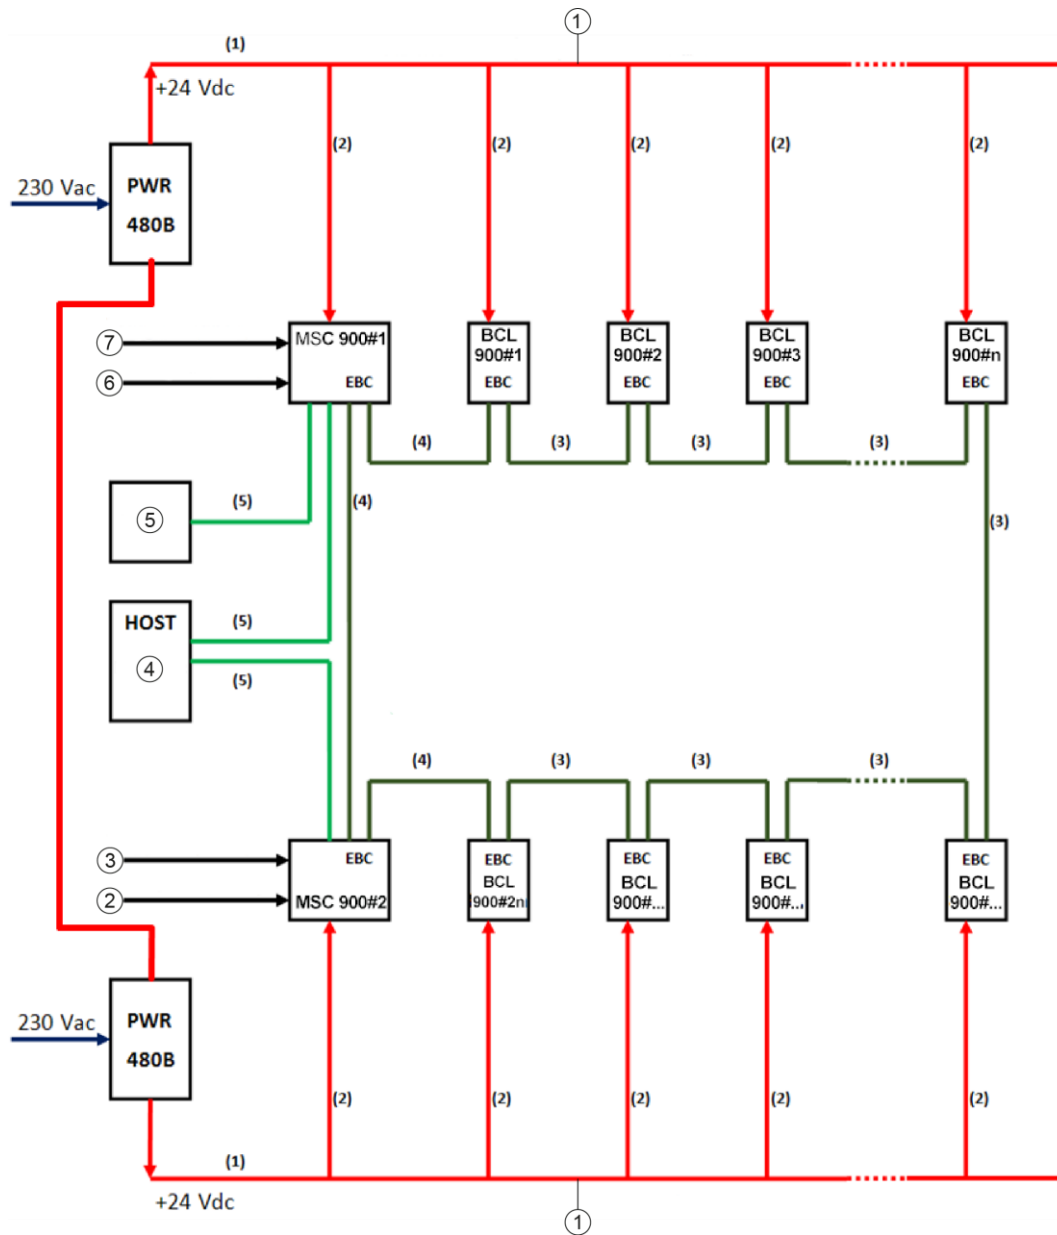 1
(1)
+24 Vdc
(2) (2) (2) (2) (2)
230 Vac
PWR
480B
7
6
MSC 900#1
EBC
BCL
900#1
EBC
BCL
900#2
EBC
BCL
900#3
EBC
BCL
900#n
EBC
(4) (3) (3) (3)
5
(5)
(4)
(3)
HOST
4
(5)
(5)
(4) (3) (3) (3)
3
2
EBC
MSC 900#2
EBC
BCL
900#2n
EBC
BCL
900#...
EBC
BCL
900#...
EBC
BCL
900#...
230 Vac
PWR
480B
(2) (2) (2) (2) (2)
(1)
+24 Vdc
1